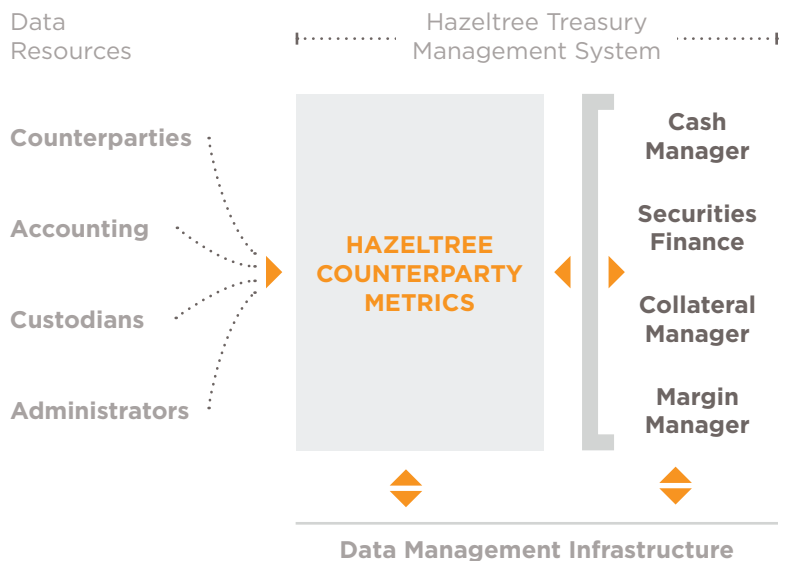 Data
Resources
Hazeltree Treasury
Management System
Counterparties
Accounting
Custodians
Administrators
HAZELTREE
COUNTERPARTY
METRICS
Cash
Manager
Securities
Finance
Collateral
Manager
Margin
Manager
Data Management Infrastructure